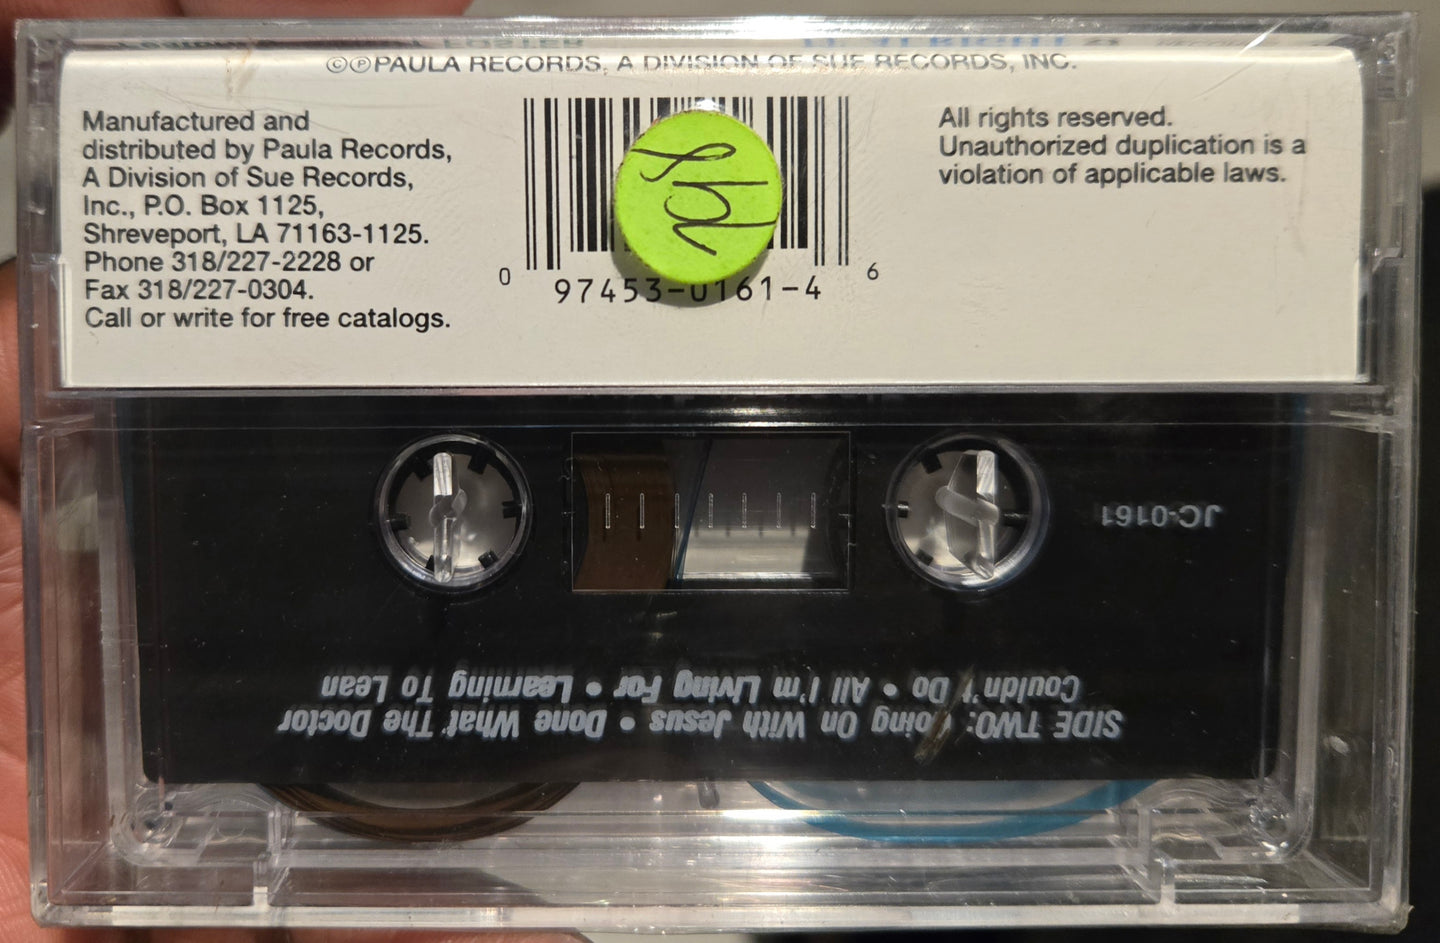 FOSTER
©℗PAULA RECORDS, A DIVISION OF SUE RECORDS, INC.
Manufactured and
distributed by Paula Records,
A Division of Sue Records,
Inc., P.O. Box 1125,
Shreveport, LA 71163-1125.
Phone 318/227-2228 or
Fax 318/227-0304.
Call or write for free catalogs.
0 97453-0161-4 6
All rights reserved.
Unauthorized duplication is a
violation of applicable laws.
JC-0161
SIDE TWO: Going On With Jesus • Done What The Doctor
Couldn't Do • All I'm Living For • Learning To Lean